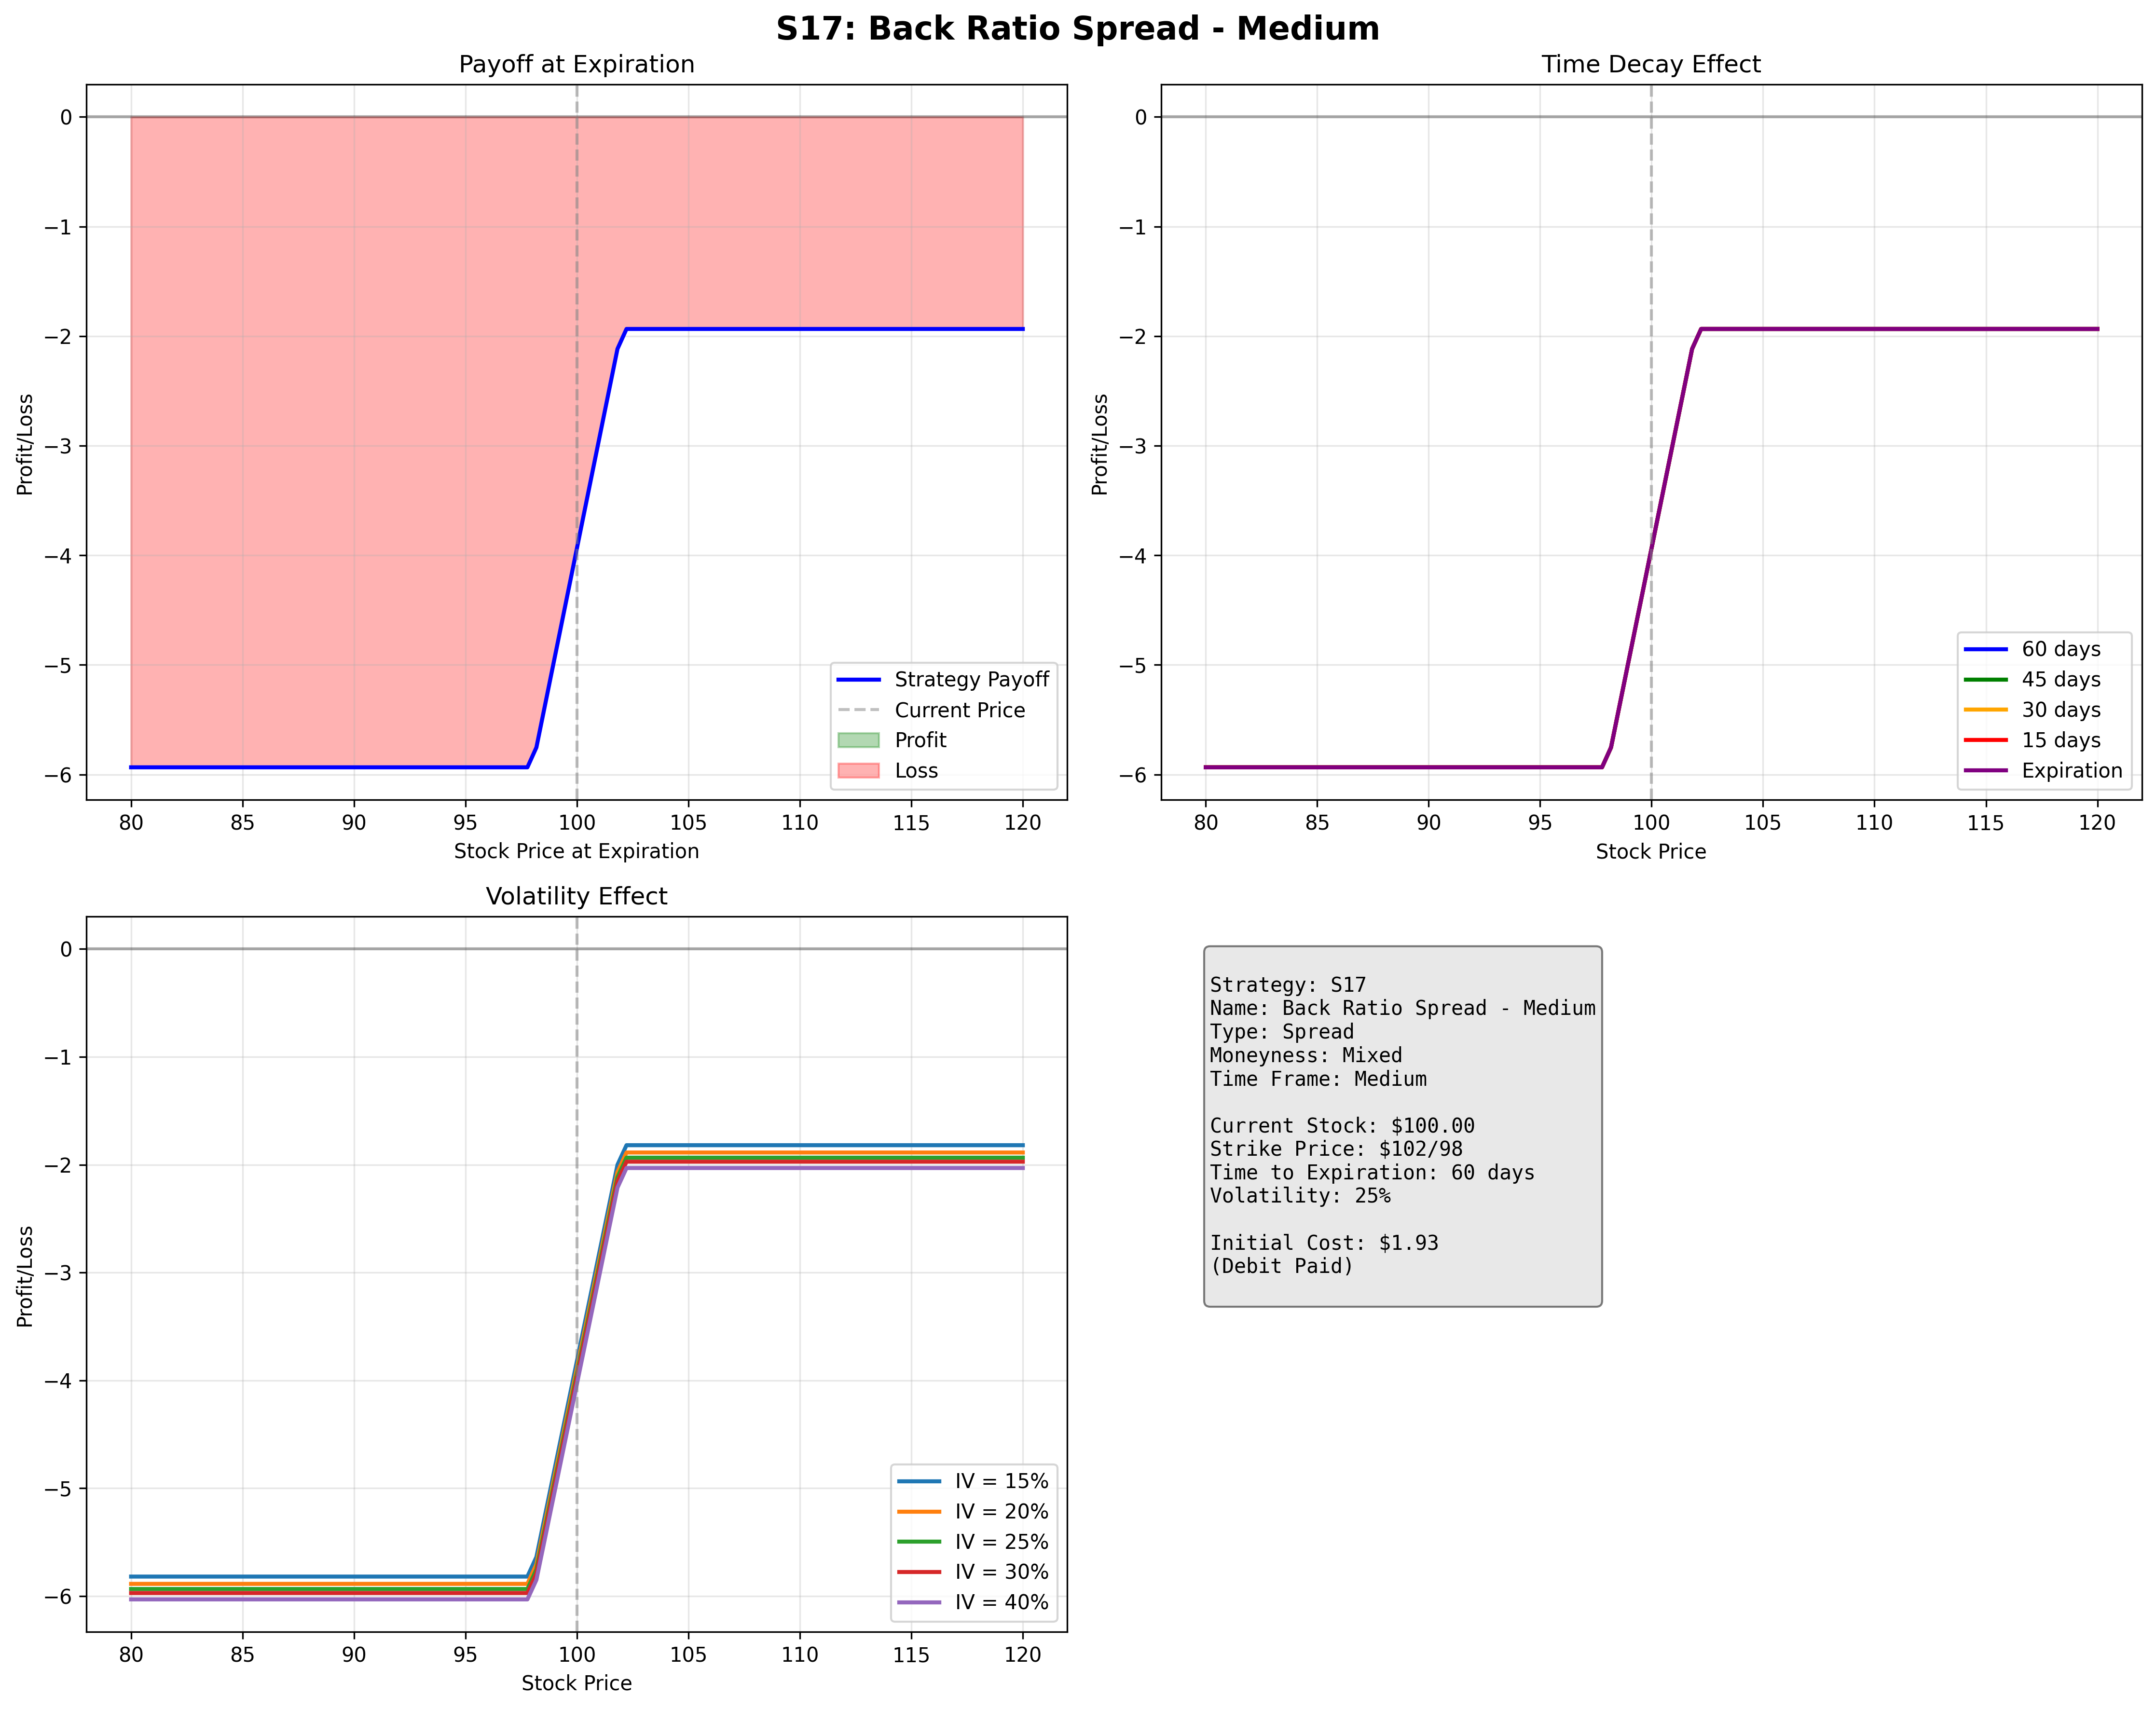 S17: Back Ratio Spread - Medium
Payoff at Expiration
0
−1
−2
−3
−4
−5
−6
Profit/Loss
80 85 90 95 100 105 110 115 120
Stock Price at Expiration
Strategy Payoff
Current Price
Profit
Loss
Time Decay Effect
0
−1
−2
−3
−4
−5
−6
Profit/Loss
80 85 90 95 100 105 110 115 120
Stock Price
60 days
45 days
30 days
15 days
Expiration
Volatility Effect
0
−1
−2
−3
−4
−5
−6
Profit/Loss
80 85 90 95 100 105 110 115 120
Stock Price
IV = 15%
IV = 20%
IV = 25%
IV = 30%
IV = 40%
Strategy: S17
Name: Back Ratio Spread - Medium
Type: Spread
Moneyness: Mixed
Time Frame: Medium
Current Stock: $100.00
Strike Price: $102/98
Time to Expiration: 60 days
Volatility: 25%
Initial Cost: $1.93
(Debit Paid)